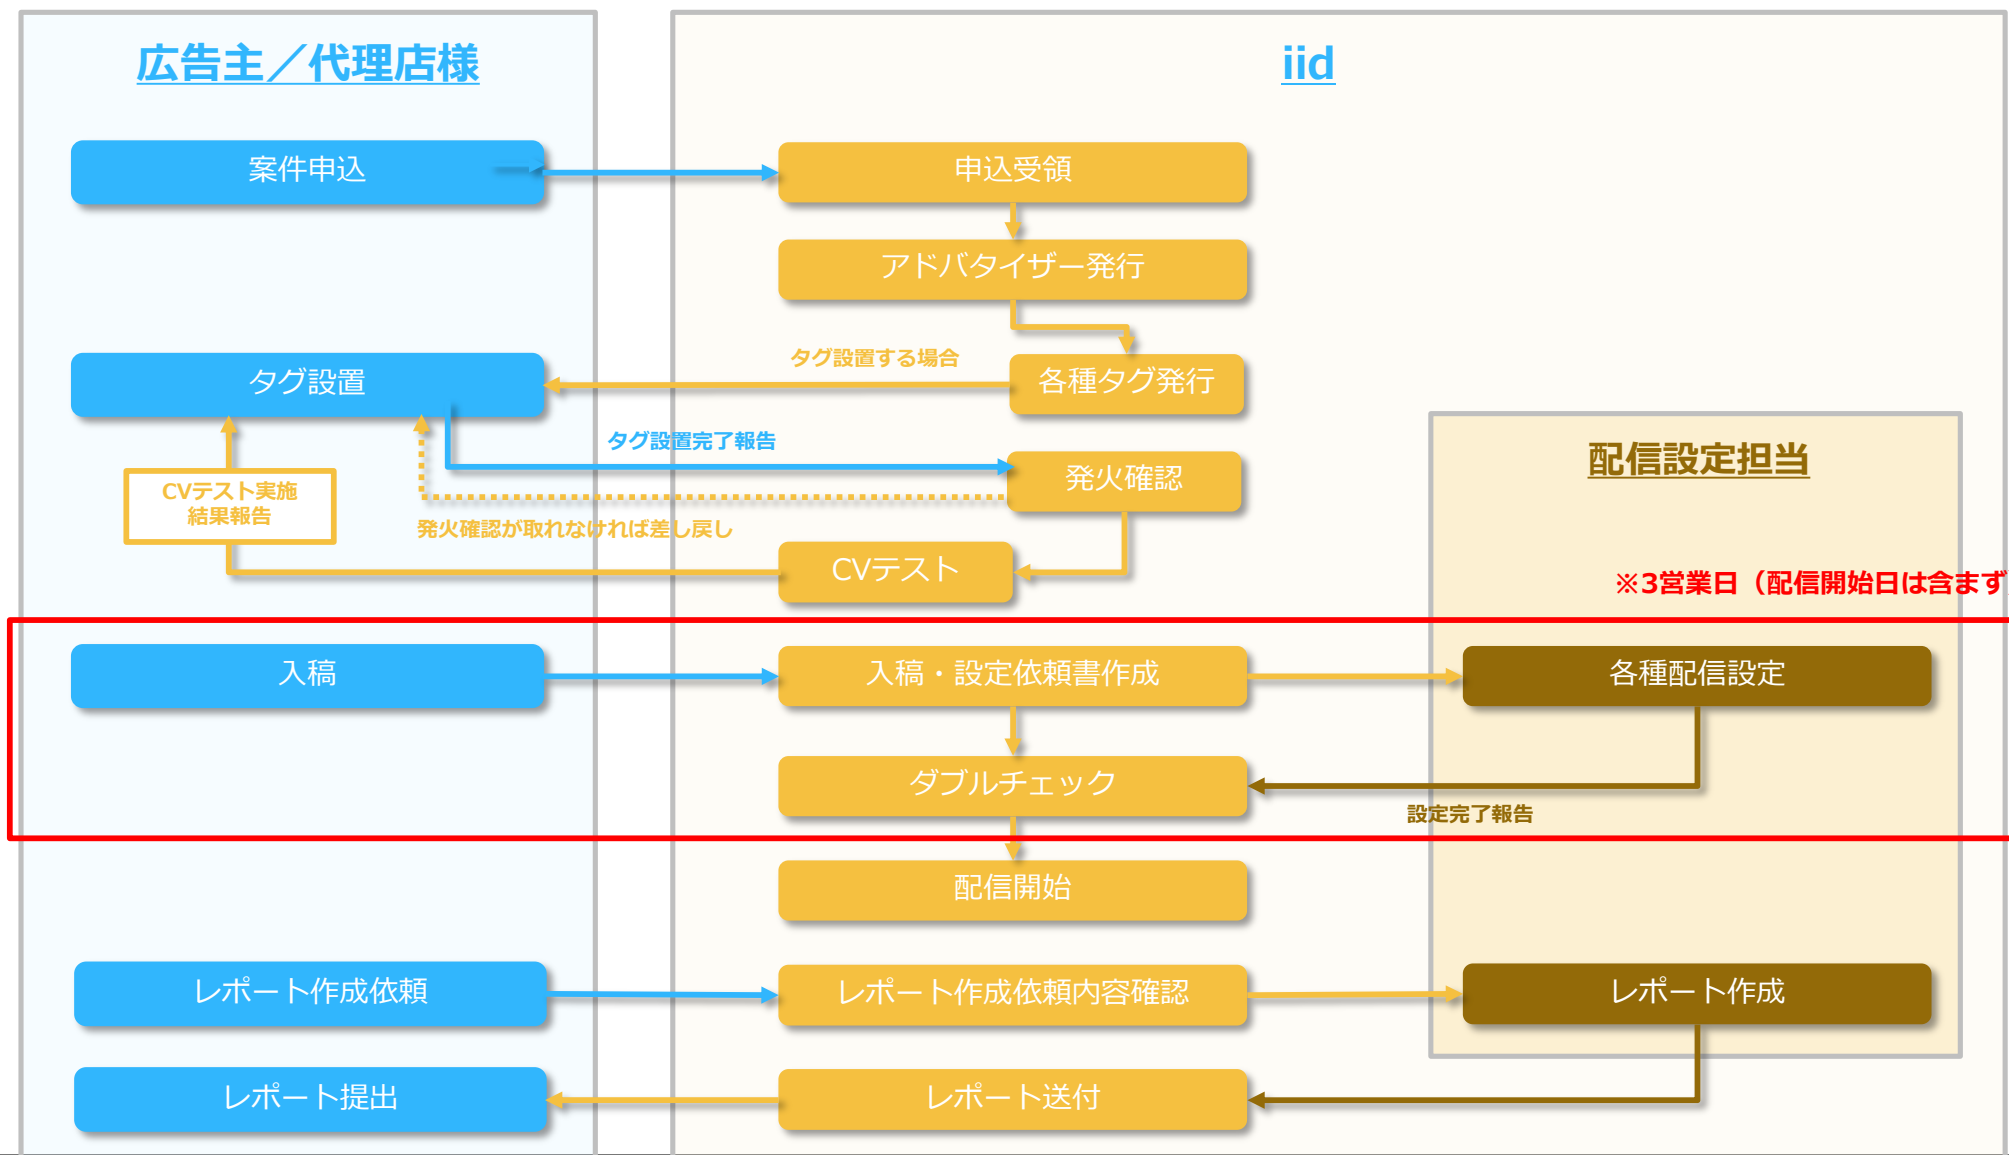 広告主／代理店様
iid
案件申込
申込受領
アドバタイザー発行
タグ設置する場合
タグ設置
各種タグ発行
タグ設置完了報告
配信設定担当
発火確認
CVテスト実施
結果報告
発火確認が取れなければ差し戻し
CVテスト
※3営業日（配信開始日は含まず
入稿
入稿・設定依頼書作成
各種配信設定
ダブルチェック
設定完了報告
配信開始
レポート作成依頼
レポート作成依頼内容確認
レポート作成
レポート提出
レポート送付